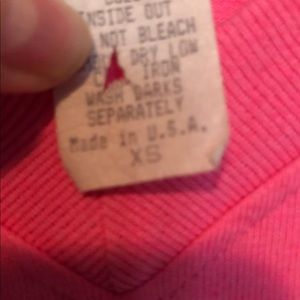 INSIDE OUT
NOT BLEACH
DRY LOW
IRON
WASH DARKS
SEPARATELY
Made in U.S.A.
XS